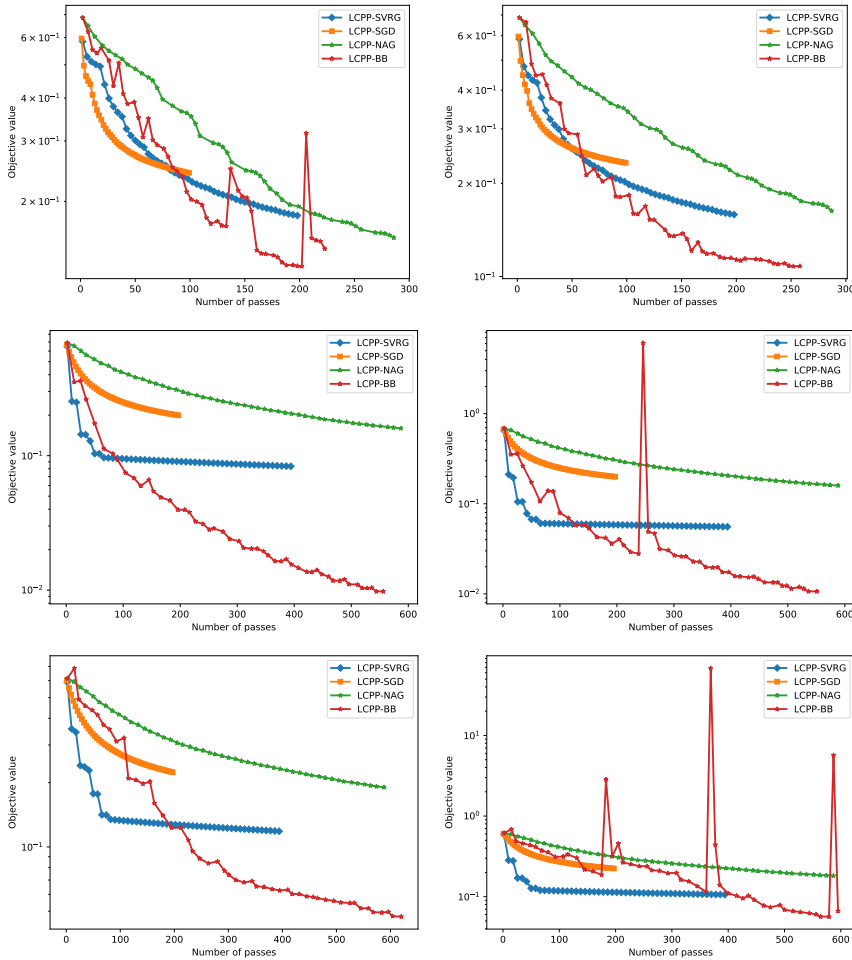 LCPP-SVRG
LCPP-SGD
LCPP-NAG
LCPP-BB
6 × 10⁻¹
4 × 10⁻¹
3 × 10⁻¹
2 × 10⁻¹
Objective value
0 50 100 150 200 250 300
Number of passes
LCPP-SVRG
LCPP-SGD
LCPP-NAG
LCPP-BB
6 × 10⁻¹
4 × 10⁻¹
3 × 10⁻¹
2 × 10⁻¹
10⁻¹
Objective value
0 50 100 150 200 250 300
Number of passes
LCPP-SVRG
LCPP-SGD
LCPP-NAG
LCPP-BB
10⁻¹
10⁻²
Objective value
0 100 200 300 400 500 600
Number of passes
LCPP-SVRG
LCPP-SGD
LCPP-NAG
LCPP-BB
10⁰
10⁻¹
10⁻²
Objective value
0 100 200 300 400 500 600
Number of passes
LCPP-SVRG
LCPP-SGD
LCPP-NAG
LCPP-BB
10⁻¹
Objective value
0 100 200 300 400 500 600
Number of passes
LCPP-SVRG
LCPP-SGD
LCPP-NAG
LCPP-BB
10¹
10⁰
10⁻¹
Objective value
0 100 200 300 400 500 600
Number of passes